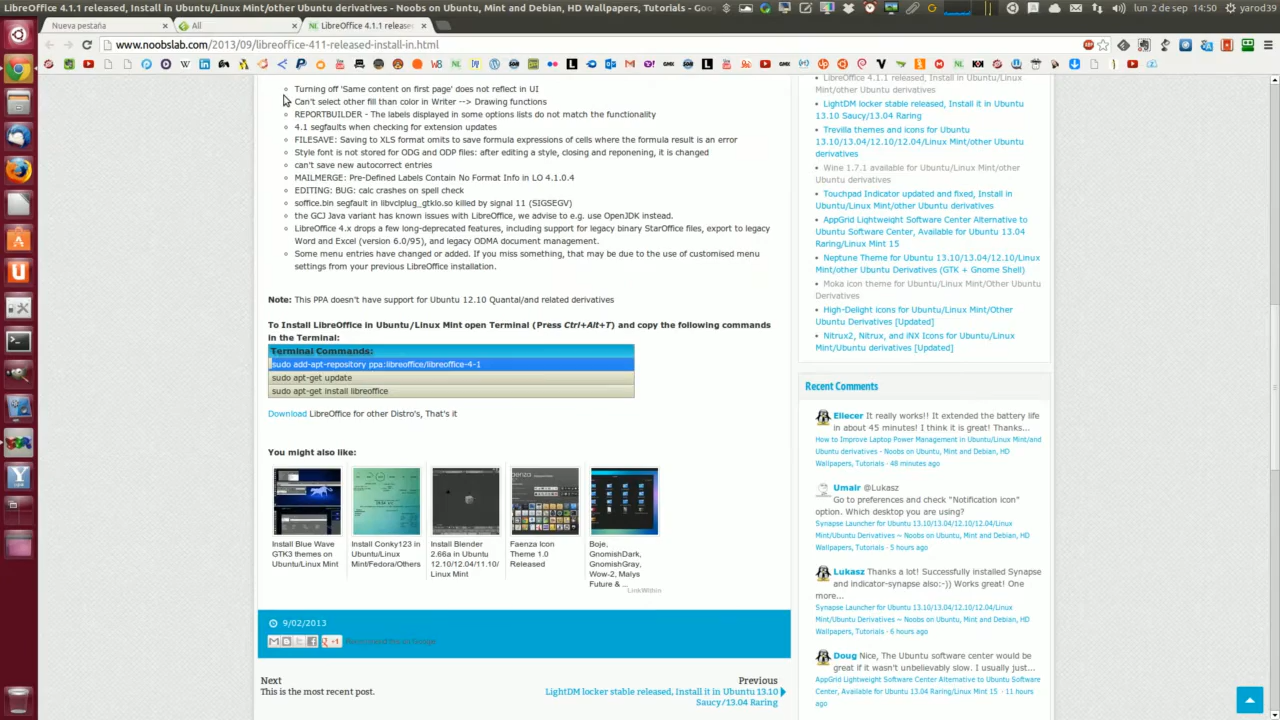 LibreOffice 4.1.1 released, Install in Ubuntu/Linux Mint/other Ubuntu derivatives ~ Noobs on Ubuntu, Mint and Debian, HD Wallpapers, Tutorials - Goo
lun 2 de sep, 14:50 yarod39
Nueva pestaña
All
LibreOffice 4.1.1 release
www.noobslab.com/2013/09/libreoffice-411-released-install-in.html
Turning off 'Same content on first page' does not reflect in UI
Can't select other fill than color in Writer --> Drawing functions
REPORTBUILDER - The labels displayed in some options lists do not match the functionality
4.1 segfaults when checking for extension updates
FILESAVE: Saving to XLS format omits to save formula expressions of cells where the formula result is an error
Style font is not stored for ODG and ODP files: after editing a style, closing and reponening, it is changed
can't save new autocorrect entries
MAILMERGE: Pre-Defined Labels Contain No Format Info in LO 4.1.0.4
EDITING: BUG: calc crashes on spell check
soffice.bin segfault in libvclplug_gtklo.so killed by signal 11 (SIGSEGV)
the GCJ Java variant has known issues with LibreOffice, we advise to e.g. use OpenJDK instead.
LibreOffice 4.x drops a few long-deprecated features, including support for legacy binary StarOffice files, export to legacy
Word and Excel (version 6.0/95), and legacy ODMA document management.
Some menu entries have changed or added. If you miss something, that may be due to the use of customised menu
settings from your previous LibreOffice installation.
Note: This PPA doesn't have support for Ubuntu 12.10 Quantal/and related derivatives
To Install LibreOffice in Ubuntu/Linux Mint open Terminal (Press Ctrl+Alt+T) and copy the following commands
in the Terminal:
Terminal Commands:
sudo add-apt-repository ppa:libreoffice/libreoffice-4-1
sudo apt-get update
sudo apt-get install libreoffice
Download LibreOffice for other Distro's, That's it
You might also like:
Install Blue Wave
GTK3 themes on
Ubuntu/Linux Mint
Install Conky123 in
Ubuntu/Linux
Mint/Fedora/Others
Install Blender
2.66a in Ubuntu
12.10/12.04/11.10/
Linux Mint
Faenza Icon
Theme 1.0
Released
Boje,
GnomishDark,
GnomishGray,
Wow-2, Malys
Future & ...
LinkWithin
9/02/2013
+1
Next
This is the most recent post.
Previous
LightDM locker stable released, Install it in Ubuntu 13.10
Saucy/13.04 Raring
LibreOffice 4.1.1 released, Install in Ubuntu/Linux
Mint/other Ubuntu derivatives
LightDM locker stable released, Install it in Ubuntu
13.10 Saucy/13.04 Raring
Trevilla themes and icons for Ubuntu
13.10/13.04/12.10/12.04/Linux Mint/other Ubuntu
derivatives
Wine 1.7.1 available for Ubuntu/Linux Mint/other
Ubuntu derivatives
Touchpad Indicator updated and fixed, Install in
Ubuntu/Linux Mint/other Ubuntu derivatives
AppGrid Lightweight Software Center Alternative to
Ubuntu Software Center, Available for Ubuntu 13.04
Raring/Linux Mint 15
Neptune Theme for Ubuntu 13.10/13.04/12.10/Linux
Mint/other Ubuntu Derivatives (GTK + Gnome Shell)
Moka icon theme for Ubuntu/Linux Mint/Other Ubuntu
Derivatives
High-Delight icons for Ubuntu/Linux Mint/other
Ubuntu Derivatives [Updated]
Nitrux2, Nitrux, and iNX Icons for Ubuntu/Linux
Mint/Ubuntu derivatives [Updated]
Recent Comments
Eliecer It really works!! It extended the battery life
in about 45 minutes! I think it is great! Thanks...
How to Improve Laptop Power Management in Ubuntu/Linux Mint/and
Ubuntu derivatives - Noobs on Ubuntu, Mint and Debian, HD
Wallpapers, Tutorials · 48 minutes ago
Umair @Lukasz
Go to preferences and check "Notification icon"
option. Which desktop you are using?
Synapse Launcher for Ubuntu 13.10/13.04/12.10/12.04/Linux
Mint/Ubuntu Derivatives ~ Noobs on Ubuntu, Mint and Debian, HD
Wallpapers, Tutorials · 5 hours ago
Lukasz Thanks a lot! Successfully installed Synapse
and indicator-synapse also:-)) Works great! One
more...
Synapse Launcher for Ubuntu 13.10/13.04/12.10/12.04/Linux
Mint/Ubuntu Derivatives ~ Noobs on Ubuntu, Mint and Debian, HD
Wallpapers, Tutorials · 6 hours ago
Doug Nice, The Ubuntu software center would be
great if it wasn't unbelievably slow. I usually just...
AppGrid Lightweight Software Center Alternative to Ubuntu Software
Center, Available for Ubuntu 13.04 Raring/Linux Mint 15 · 11 hours
ago